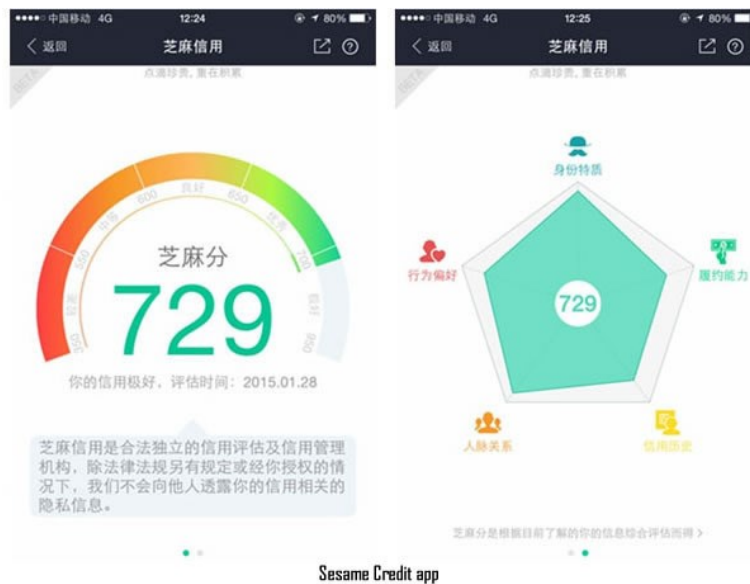 中国移动 4G 12:24 80%
返回 芝麻信用
BETA
点滴珍贵, 重在积累
350 较差 550 中等 600 良好 650 优秀 700 极好 950
芝麻分
729
你的信用极好，评估时间：2015.01.28
芝麻信用是合法独立的信用评估及信用管理
机构，除法律法规另有规定或经你授权的情
况下，我们不会向他人透露你的信用相关的
隐私信息。
中国移动 4G 12:25 80%
返回 芝麻信用
BETA
点滴珍贵, 重在积累
身份特质
行为偏好
履约能力
729
人脉关系
信用历史
芝麻分是根据目前了解的你的信息综合评估而得 >
Sesame Credit app